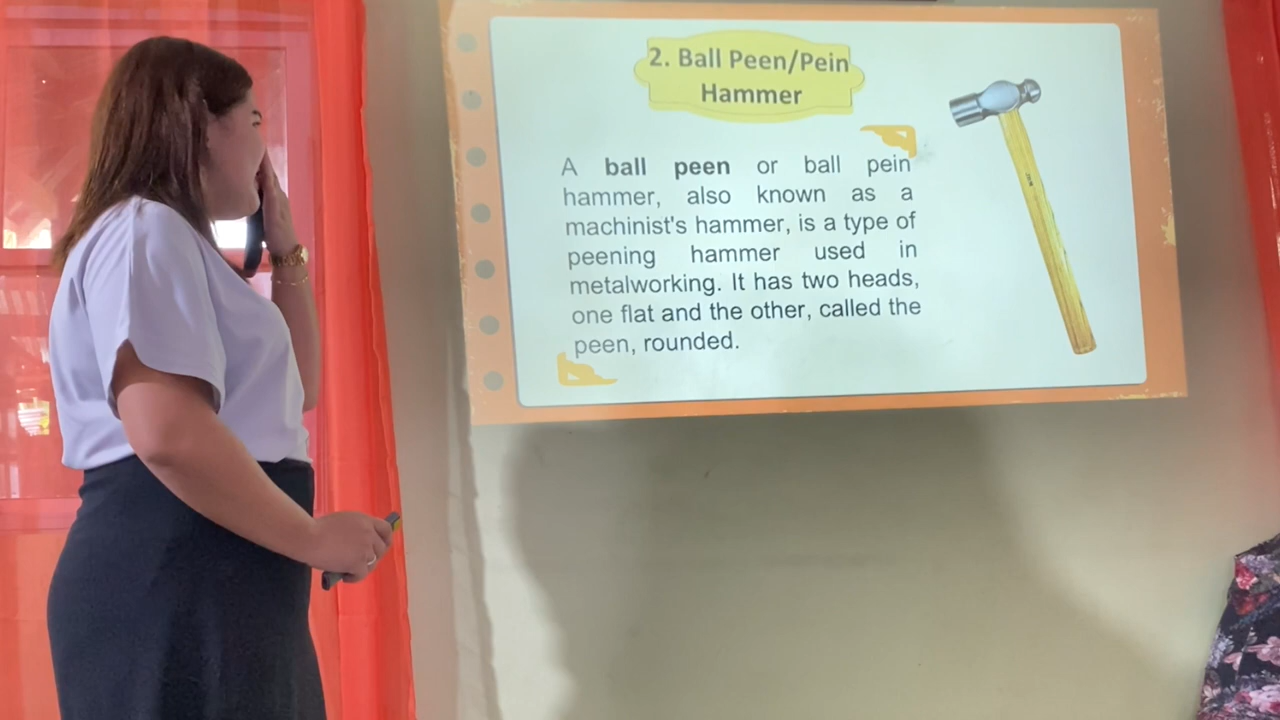 2. Ball Peen/Pein
Hammer
A ball peen or ball pein
hammer, also known as a
machinist's hammer, is a type of
peening hammer used in
metalworking. It has two heads,
one flat and the other, called the
peen, rounded.